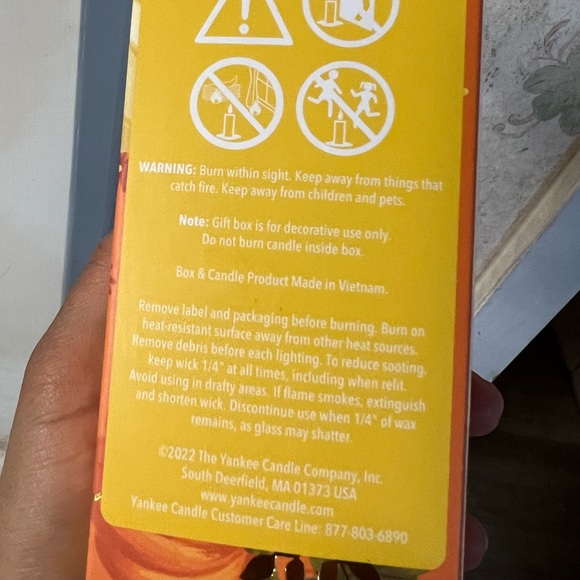 WARNING: Burn within sight. Keep away from things that
catch fire. Keep away from children and pets.
Note: Gift box is for decorative use only.
Do not burn candle inside box.
Box & Candle Product Made in Vietnam.
Remove label and packaging before burning. Burn on
heat-resistant surface away from other heat sources.
Remove debris before each lighting. To reduce sooting,
keep wick 1/4" at all times, including when relit.
Avoid using in drafty areas. If flame smokes, extinguish
and shorten wick. Discontinue use when 1/4" of wax
remains, as glass may shatter.
©2022 The Yankee Candle Company, Inc.
South Deerfield, MA 01373 USA
www.yankeecandle.com
Yankee Candle Customer Care Line: 877-803-6890